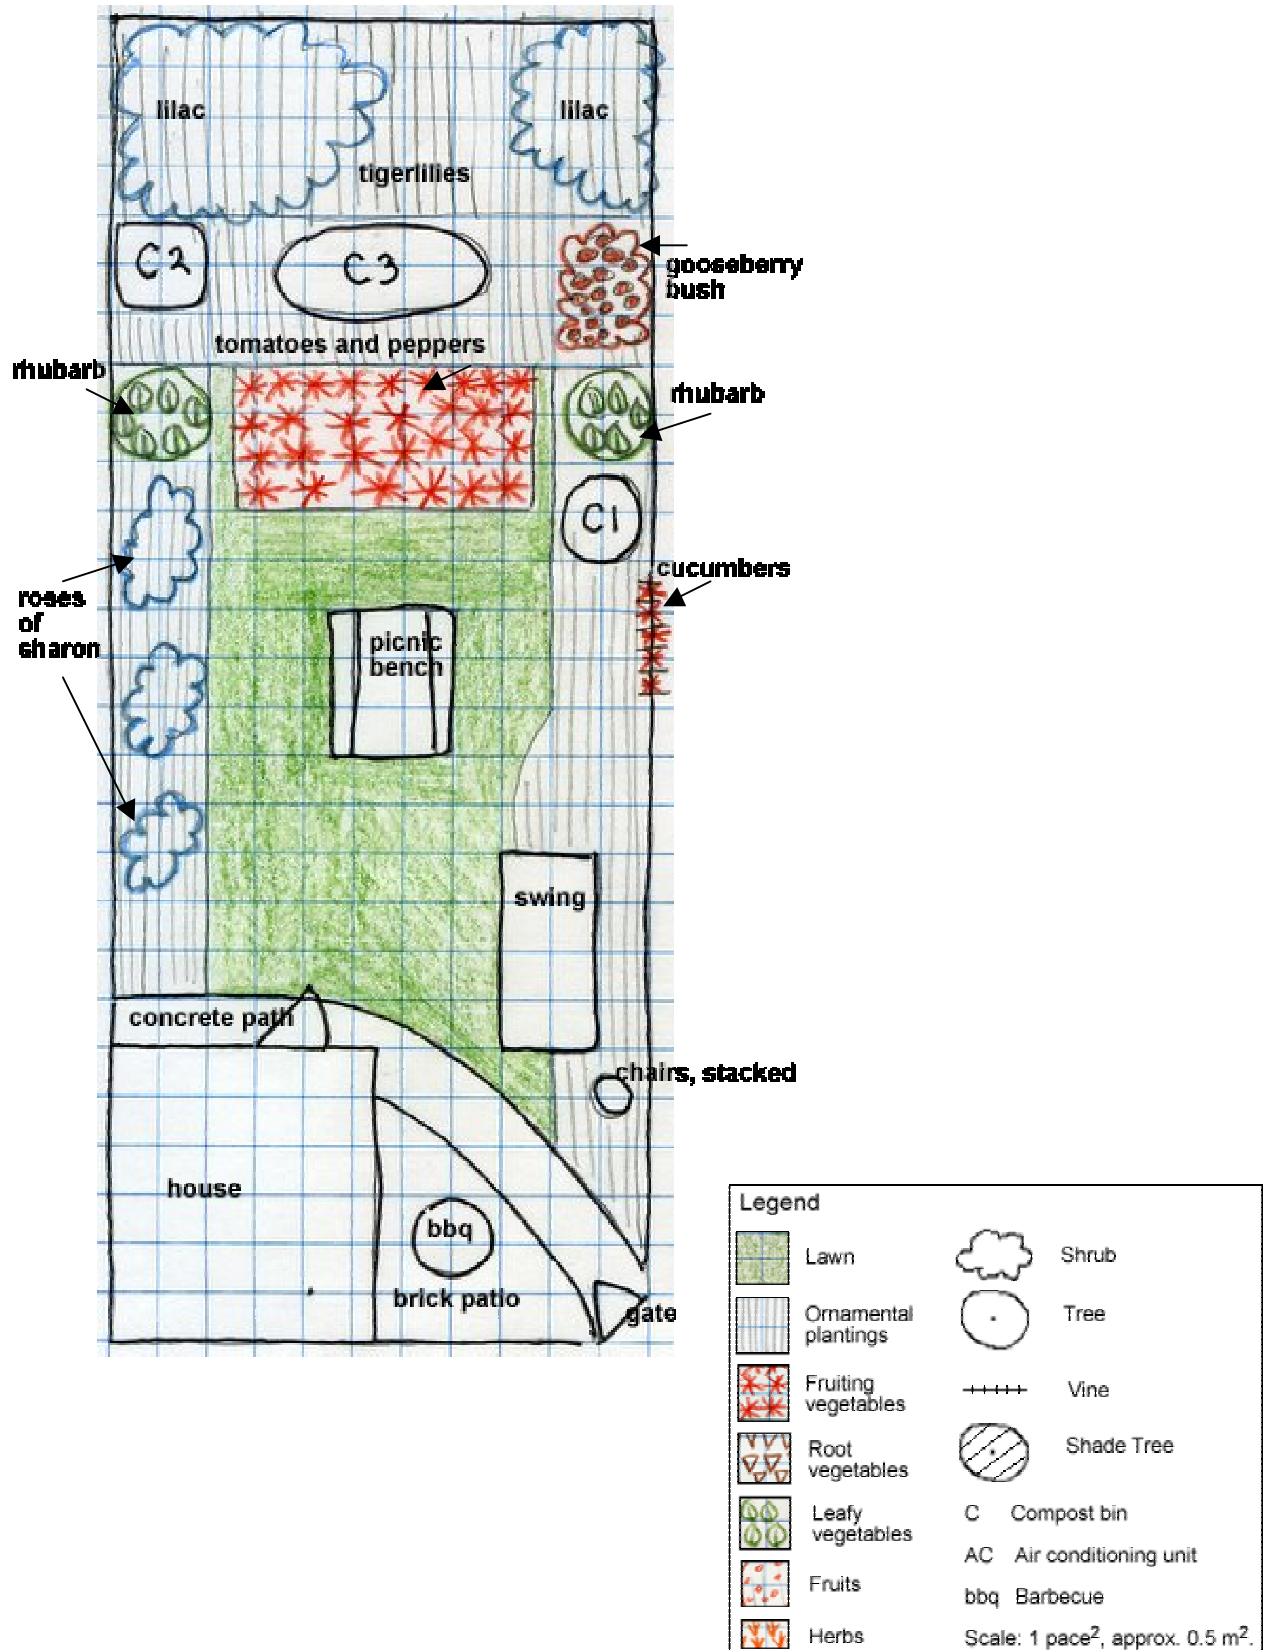 lilac
lilac
tigerlilies
C2
C3
gooseberry
bush
tomatoes and peppers
rhubarb
rhubarb
C1
cucumbers
roses
of
sharon
picnic
bench
swing
concrete path
chairs, stacked
house
bbq
brick patio
gate
Legend
Lawn
Ornamental
plantings
Fruiting
vegetables
Root
vegetables
Leafy
vegetables
Fruits
Herbs
Shrub
Tree
Vine
Shade Tree
C Compost bin
AC Air conditioning unit
bbq Barbecue
Scale: 1 pace², approx. 0.5 m².